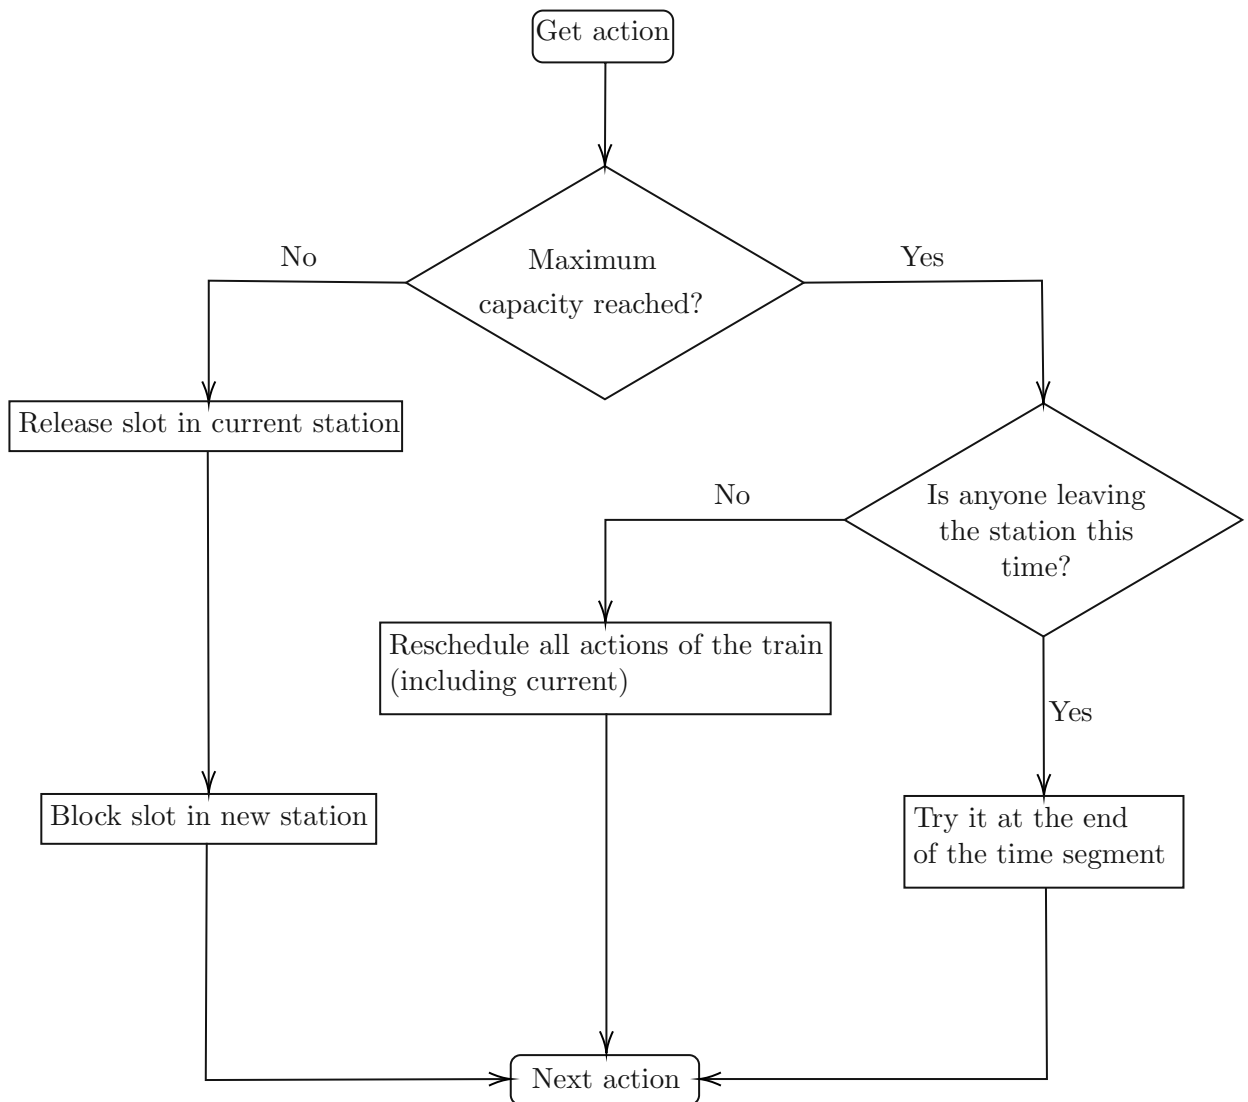 Get action
Maximum
capacity reached?
No
Yes
Release slot in current station
Is anyone leaving
the station this
time?
No
Reschedule all actions of the train
(including current)
Yes
Block slot in new station
Try it at the end
of the time segment
Next action